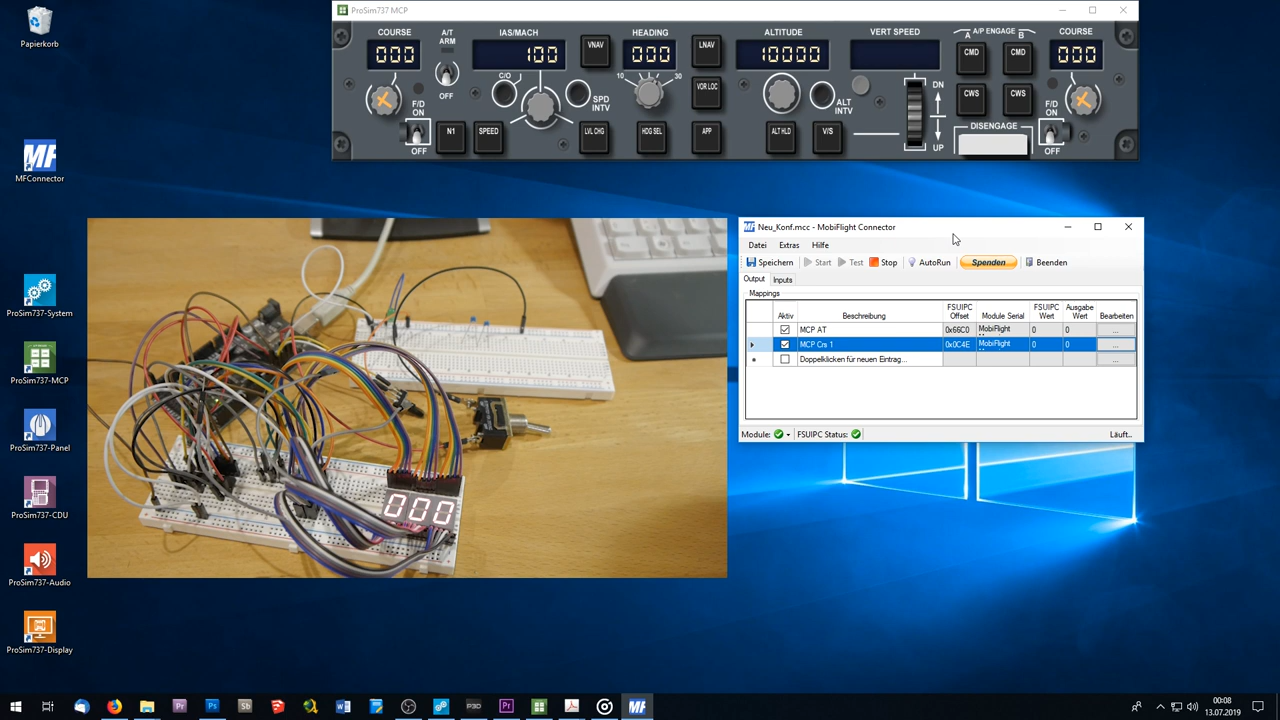 Papierkorb
MFConnector
ProSim737-System
ProSim737-MCP
ProSim737-Panel
ProSim737-CDU
ProSim737-Audio
ProSim737-Display
ProSim737 MCP
COURSE
A/T
ARM
IAS/MACH
HEADING
ALTITUDE
VERT SPEED
A/P ENGAGE
A
B
COURSE
000
100
VNAV
000
LNAV
10000
CMD
CMD
000
OFF
C/O
10
30
DN
F/D
ON
SPD
INTV
VOR LOC
ALT
INTV
CWS
CWS
F/D
ON
OFF
N1
SPEED
LVL CHG
HDG SEL
APP
ALT HLD
V/S
UP
DISENGAGE
OFF
000
Neu_Konf.mcc - MobiFlight Connector
Datei Extras Hilfe
Speichern Start Test Stop AutoRun Spenden Beenden
Output Inputs
Mappings
Aktiv Beschreibung FSUIPC Offset Module Serial FSUIPC Wert Ausgabe Wert Bearbeiten
MCP AT 0x66C0 MobiFlight 0 0 ...
MCP Crs 1 0x0C4E MobiFlight 0 0 ...
Doppelklicken für neuen Eintrag... ...
Module: FSUIPC Status: Läuft..
Pr
Ps
Sb
P3D
Pr
MF
00:08
13.07.2019